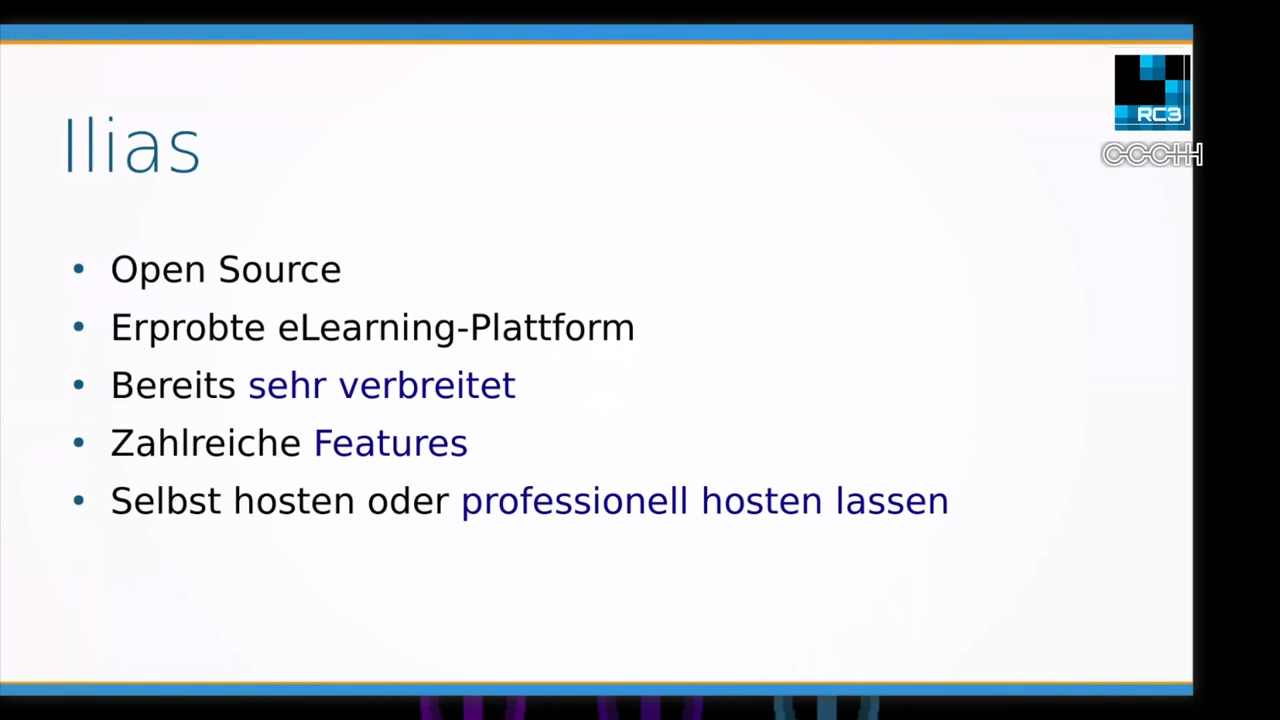 RC3
CCCHH
Ilias
• Open Source
• Erprobte eLearning-Plattform
• Bereits sehr verbreitet
• Zahlreiche Features
• Selbst hosten oder professionell hosten lassen